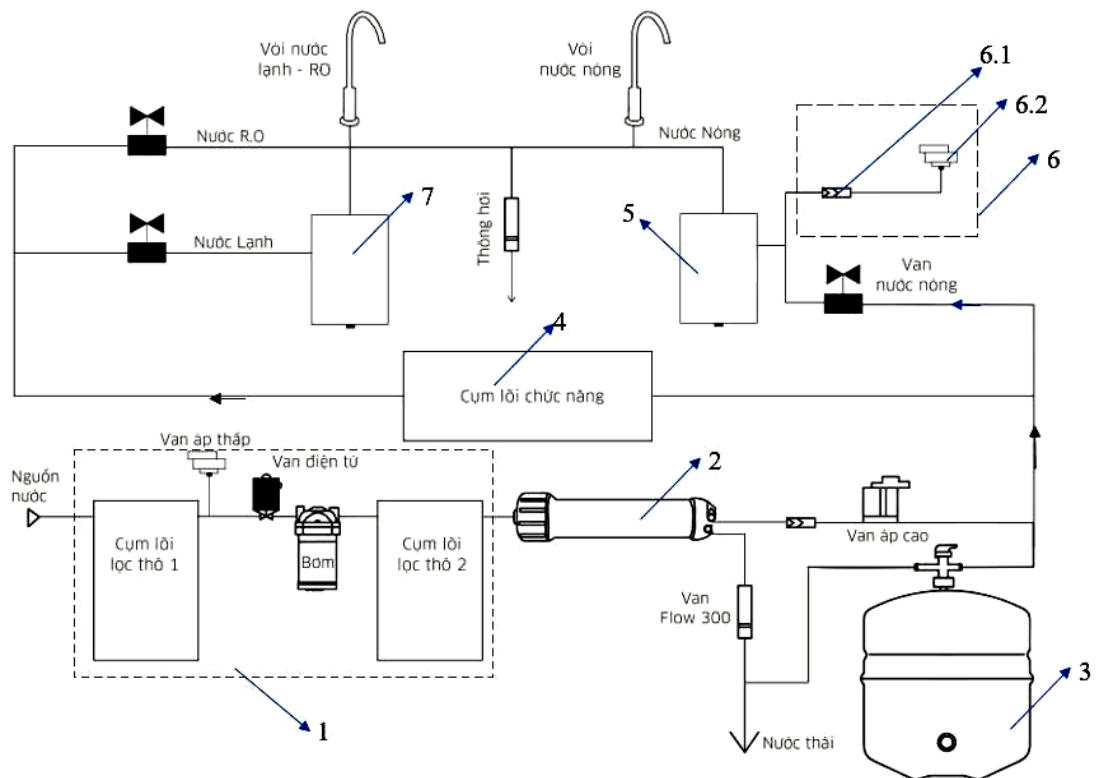 Vòi nước
lạnh - RO
Vòi
nước nóng
6.1
6.2
Nước R.O
Nước Nóng
6
7
5
Thông hơi
Nước Lạnh
Van
nước nóng
4
Cụm lõi chức năng
Van áp thấp
Van điện từ
2
Nguồn
nước
Cụm lõi
lọc thô 1
Bơm
Cụm lõi
lọc thô 2
Van áp cao
Van
Flow 300
3
1
Nước thải